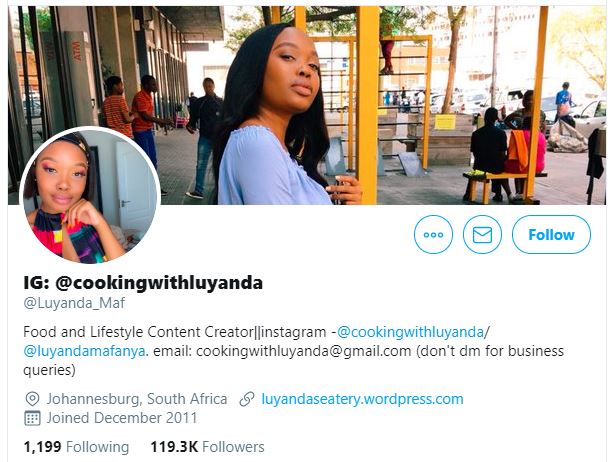 ATM
ATM
Follow
IG: @cookingwithluyanda
@Luyanda_Maf
Food and Lifestyle Content Creator||instagram -@cookingwithluyanda/
@luyandamafanya. email: cookingwithluyanda@gmail.com (don't dm for business
queries)
Johannesburg, South Africa luyandaseatery.wordpress.com
Joined December 2011
1,199 Following 119.3K Followers